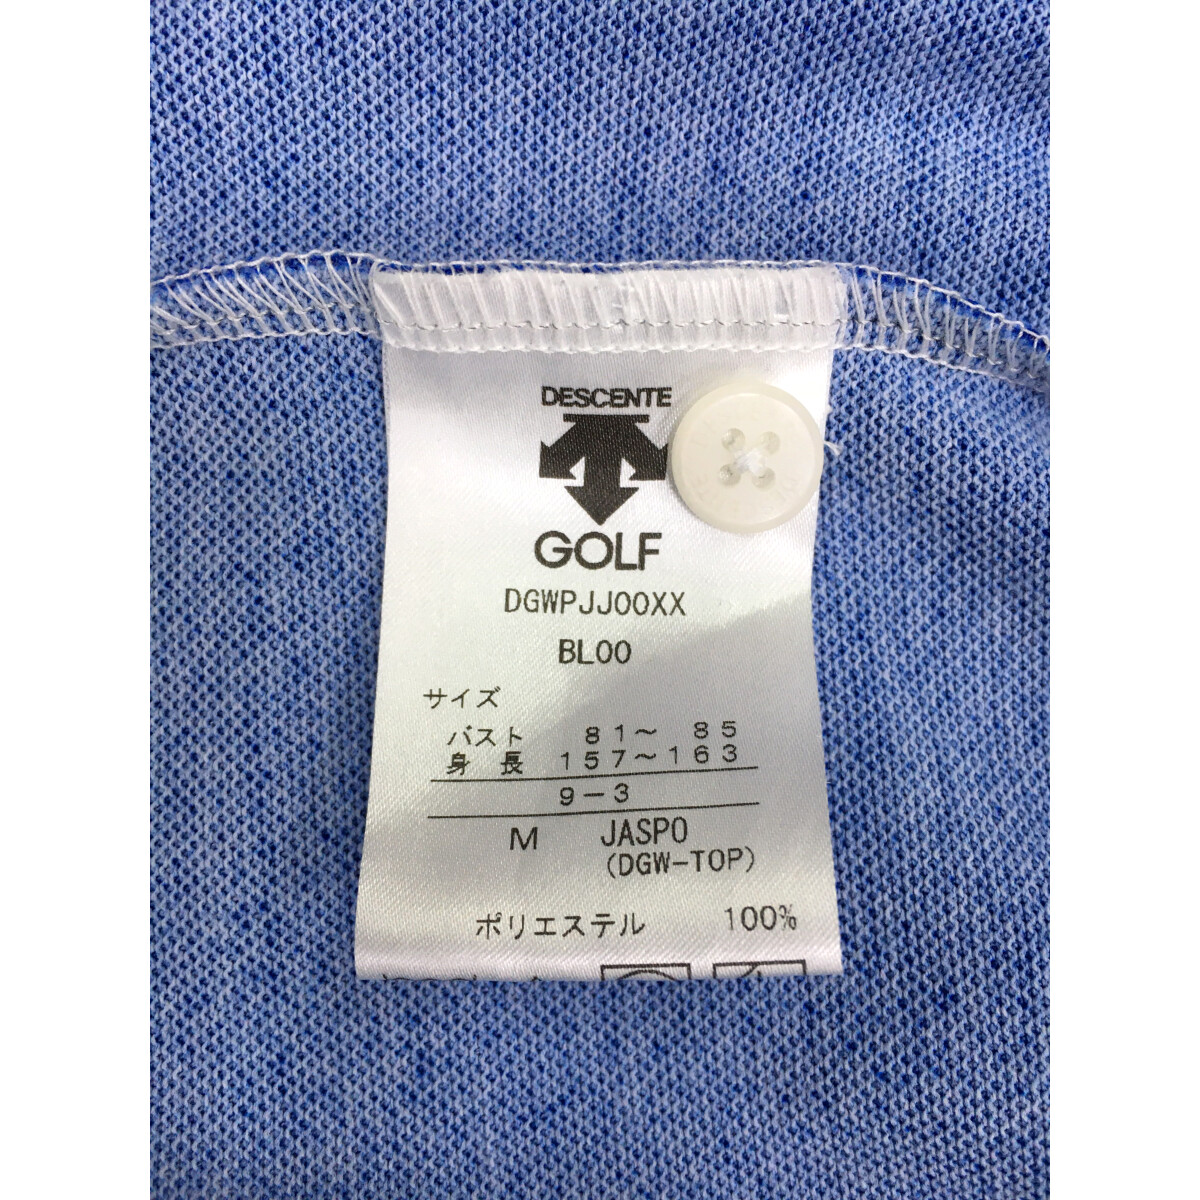 DESCENTE
GOLF
DGWPJJ00XX
BL00
サイズ
バスト 81～ 85
身 長 157～163
9－3
M JASPO
(DGW-TOP)
ポリエステル 100%